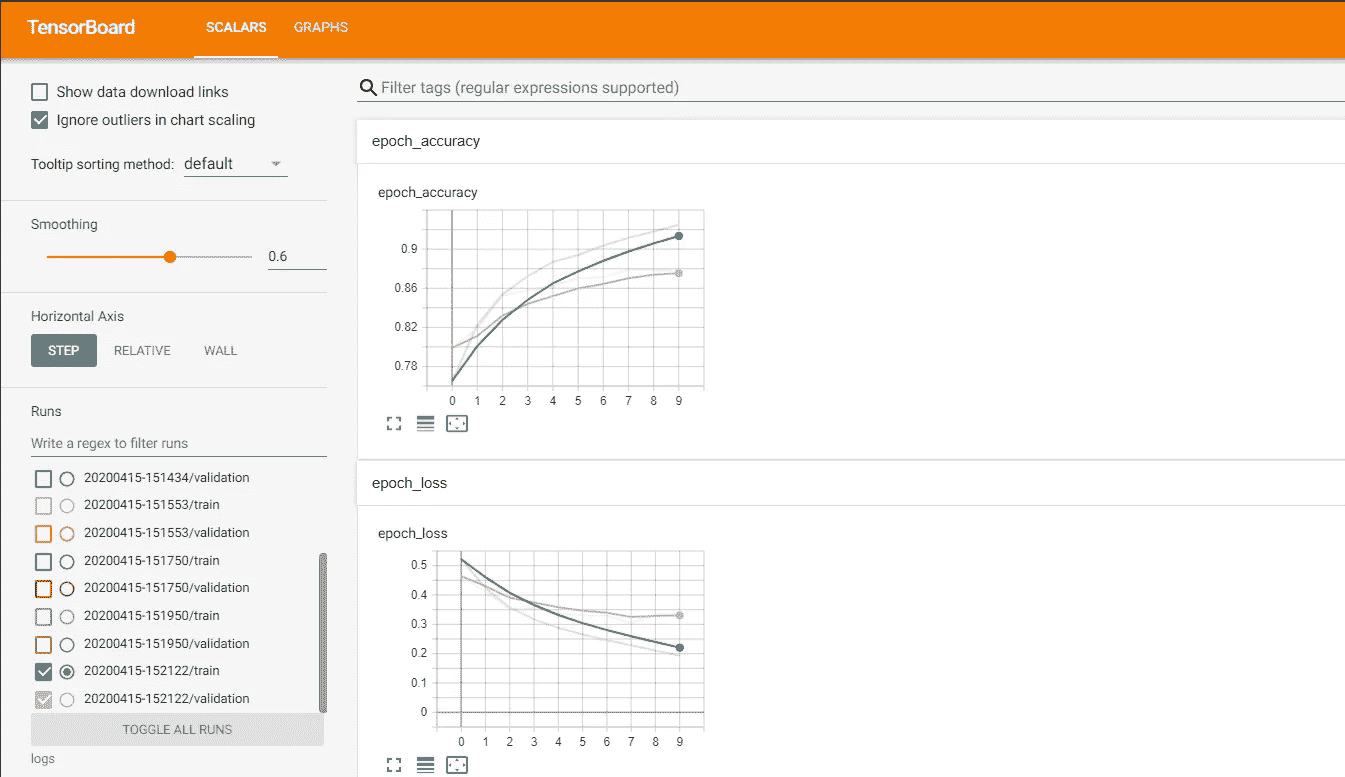 TensorBoard SCALARS GRAPHS
Show data download links
Ignore outliers in chart scaling
Tooltip sorting method: default
Smoothing
0.6
Horizontal Axis
STEP RELATIVE WALL
Runs
Write a regex to filter runs
20200415-151434/validation
20200415-151553/train
20200415-151553/validation
20200415-151750/train
20200415-151750/validation
20200415-151950/train
20200415-151950/validation
20200415-152122/train
20200415-152122/validation
TOGGLE ALL RUNS
logs
Filter tags (regular expressions supported)
epoch_accuracy
epoch_accuracy
0.9
0.86
0.82
0.78
0 1 2 3 4 5 6 7 8 9
epoch_loss
epoch_loss
0.5
0.4
0.3
0.2
0.1
0
0 1 2 3 4 5 6 7 8 9